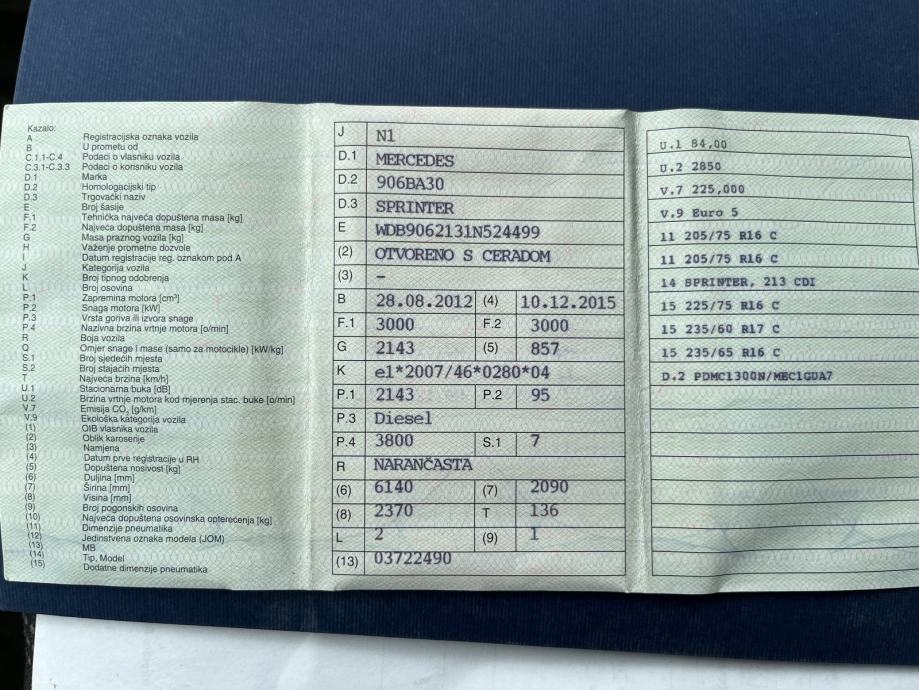 Kazalo:
A Registracijska oznaka vozila
B U prometu od
C.1.1-C.4 Podaci o vlasniku vozila
C.3.1-C.3.3 Podaci o korisniku vozila
D.1 Marka
D.2 Homologacijski tip
D.3 Trgovački naziv
E Broj šasije
F.1 Tehnička najveća dopuštena masa [kg]
F.2 Najveća dopuštena masa [kg]
G Masa praznog vozila [kg]
H Važenje prometne dozvole
I Datum registracije reg. oznakom pod A
J Kategorija vozila
K Broj tipnog odobrenja
L Broj osovina
P.1 Zapremina motora [cm³]
P.2 Snaga motora [kW]
P.3 Vrsta goriva ili izvora snage
P.4 Nazivna brzina vrtnje motora [o/min]
R Boja vozila
Q Omjer snage i mase (samo za motocikle) [kW/kg]
S.1 Broj sjedećih mjesta
S.2 Broj stajaćih mjesta
T Najveća brzina [km/h]
U.1 Stacionarna buka [dB]
U.2 Brzina vrtnje motora kod mjerenja stac. buke [o/min]
V.7 Emisija CO₂ [g/km]
V.9 Ekološka kategorija vozila
(1) OIB vlasnika vozila
(2) Oblik karoserije
(3) Namjena
(4) Datum prve registracije u RH
(5) Dopuštena nosivost [kg]
(6) Duljina [mm]
(7) Širina [mm]
(8) Visina [mm]
(9) Broj pogonskih osovina
(10) Najveća dopuštena osovinska opterećenja [kg]
(11) Dimenzije pneumatika
(12) Jedinstvena oznaka modela (JOM)
(13) MB
(14) Tip, Model
(15) Dodatne dimenzije pneumatika
J N1
D.1 MERCEDES
D.2 906BA30
D.3 SPRINTER
E WDB9062131N524499
(2) OTVORENO S CERADOM
(3) –
B 28.08.2012 (4) 10.12.2015
F.1 3000 F.2 3000
G 2143 (5) 857
K e1*2007/46*0280*04
P.1 2143 P.2 95
P.3 Diesel
P.4 3800 S.1 7
R NARANČASTA
(6) 6140 (7) 2090
(8) 2370 T 136
L 2 (9) 1
(13) 03722490
U.1 84,00
U.2 2850
V.7 225,000
V.9 Euro 5
11 205/75 R16 C
11 205/75 R16 C
14 SPRINTER, 213 CDI
15 225/75 R16 C
15 235/60 R17 C
15 235/65 R16 C
D.2 PDMC1300N/MEC1GUA7